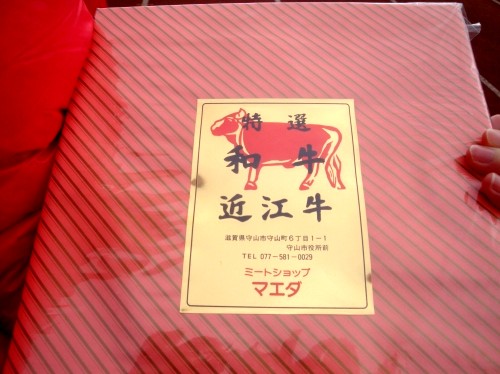 特選
和牛
近江牛
滋賀県守山市守山町6丁目1-1
守山市役所前
TEL 077-581-0029
ミートショップ
マエダ